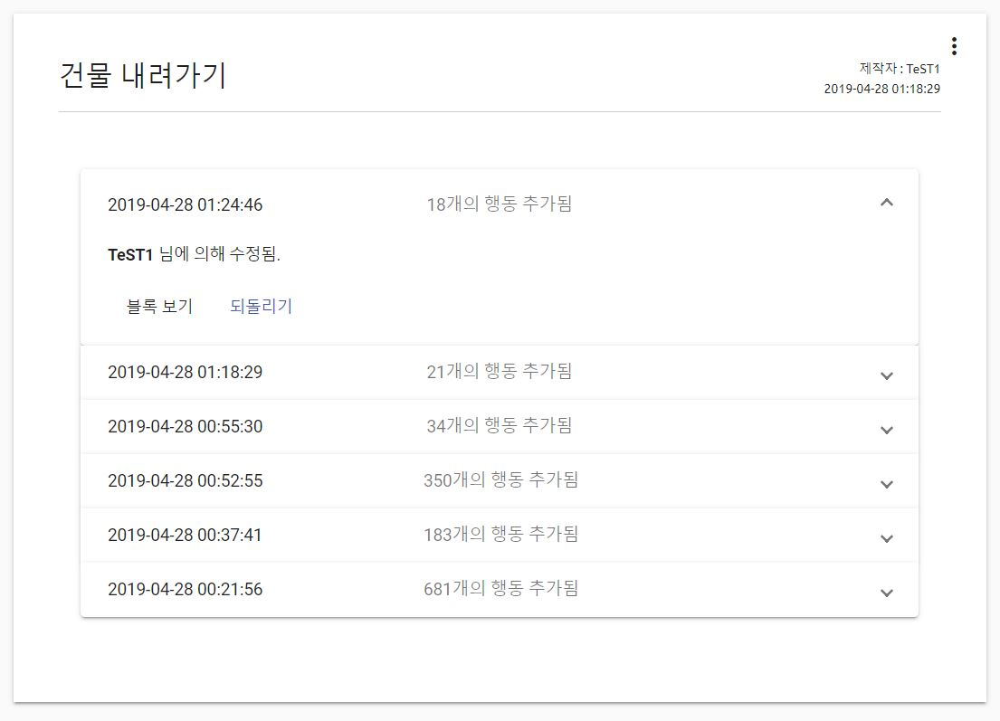 건물 내려가기
제작자 : TeST1
2019-04-28 01:18:29
2019-04-28 01:24:46 18개의 행동 추가됨
TeST1 님에 의해 수정됨.
블록 보기 되돌리기
2019-04-28 01:18:29 21개의 행동 추가됨
2019-04-28 00:55:30 34개의 행동 추가됨
2019-04-28 00:52:55 350개의 행동 추가됨
2019-04-28 00:37:41 183개의 행동 추가됨
2019-04-28 00:21:56 681개의 행동 추가됨